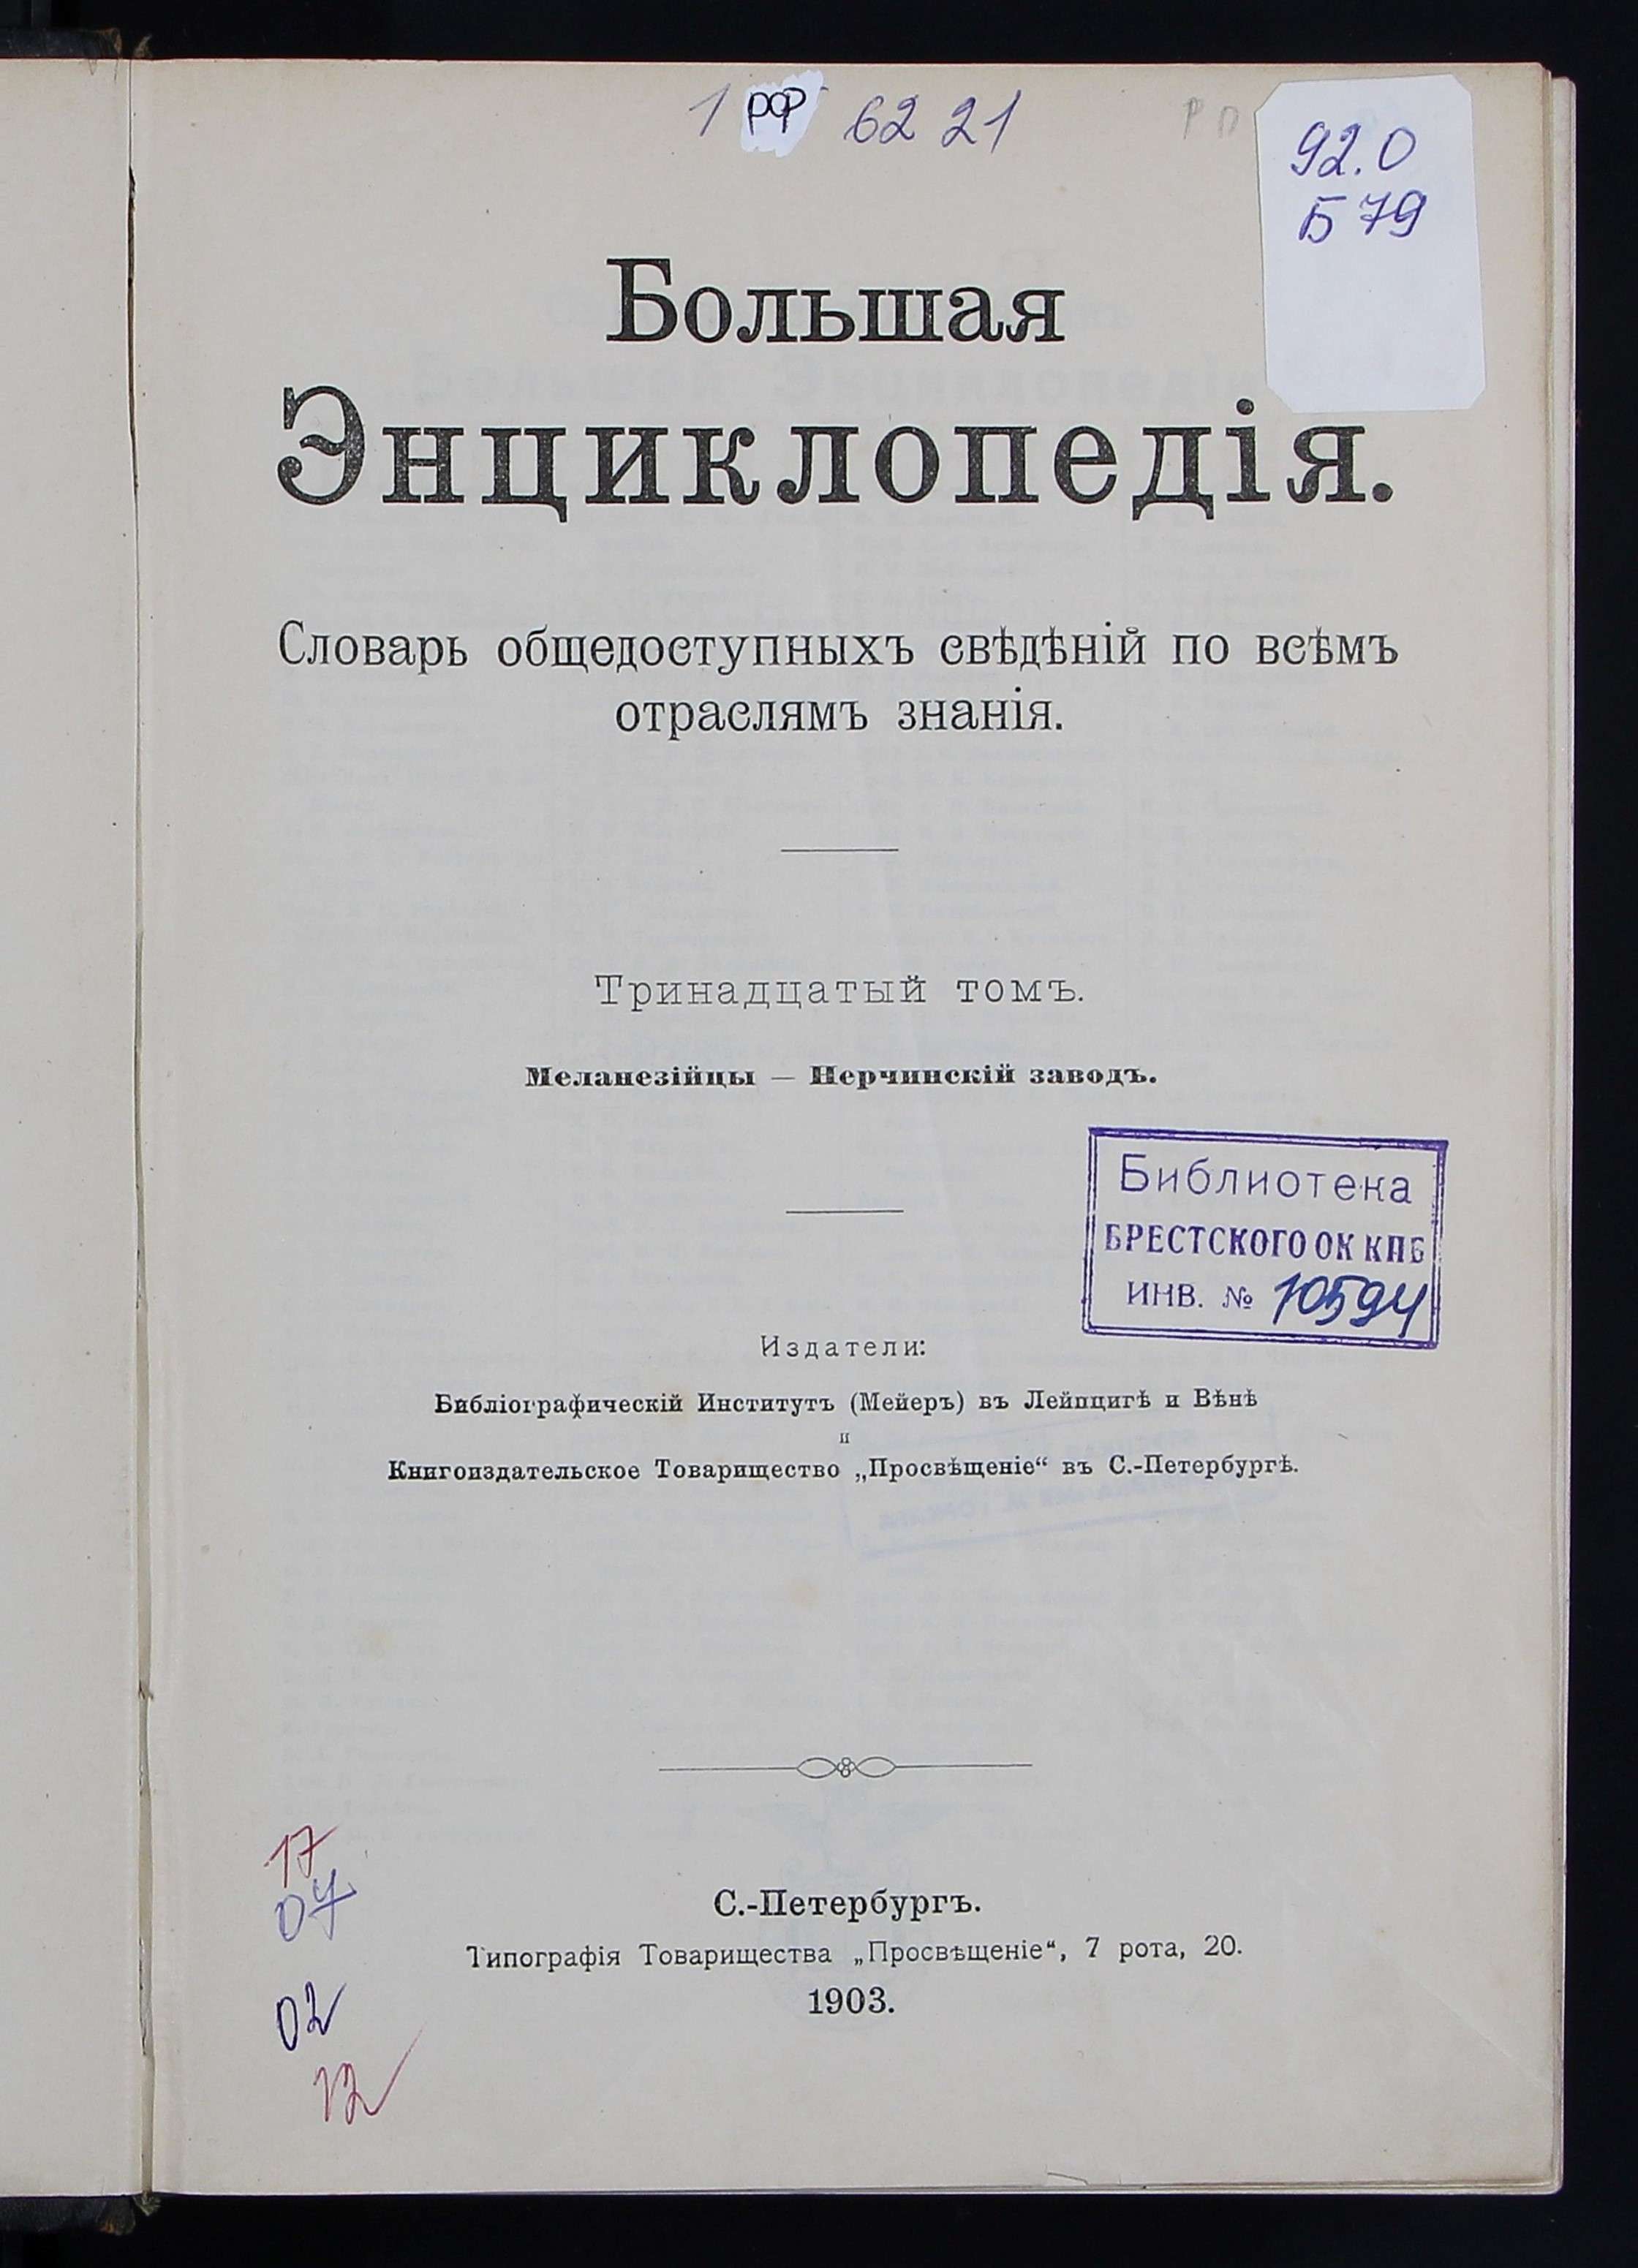 1 рф 62 21
92.0
Б 79
Большая
Энциклопедія.
Словарь общедоступныхъ свѣдѣній по всѣмъ
отраслямъ знанія.
Тринадцатый томъ.
Меланезійцы — Нерчинскій заводъ.
Библиотека
БРЕСТСКОГО ОК КПБ
ИНВ. № 10594
Издатели:
Библіографическій Институтъ (Мейеръ) въ Лейпцигѣ и Вѣнѣ
и
Книгоиздательское Товарищество „Просвѣщеніе“ въ С.-Петербургѣ.
17
04
02
12
С.-Петербургъ.
Типографія Товарищества „Просвѣщеніе“, 7 рота, 20.
1903.